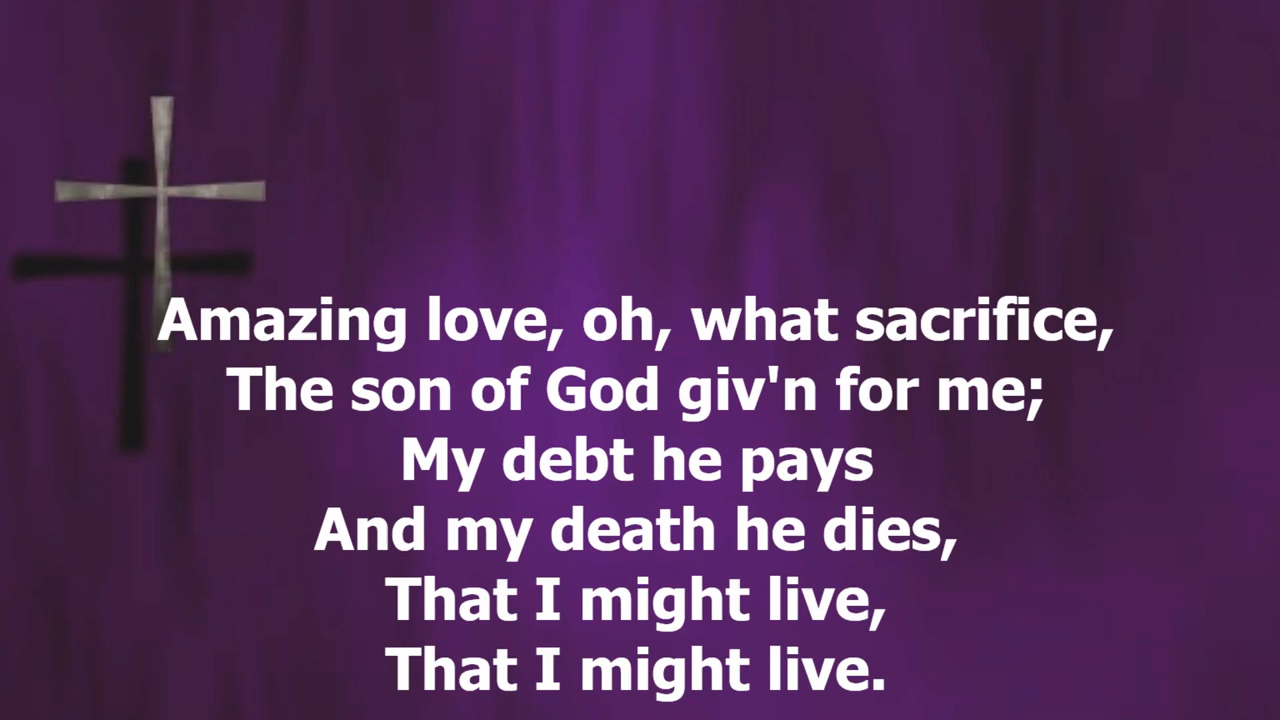 Amazing love, oh, what sacrifice,
The son of God giv'n for me;
My debt he pays
And my death he dies,
That I might live,
That I might live.